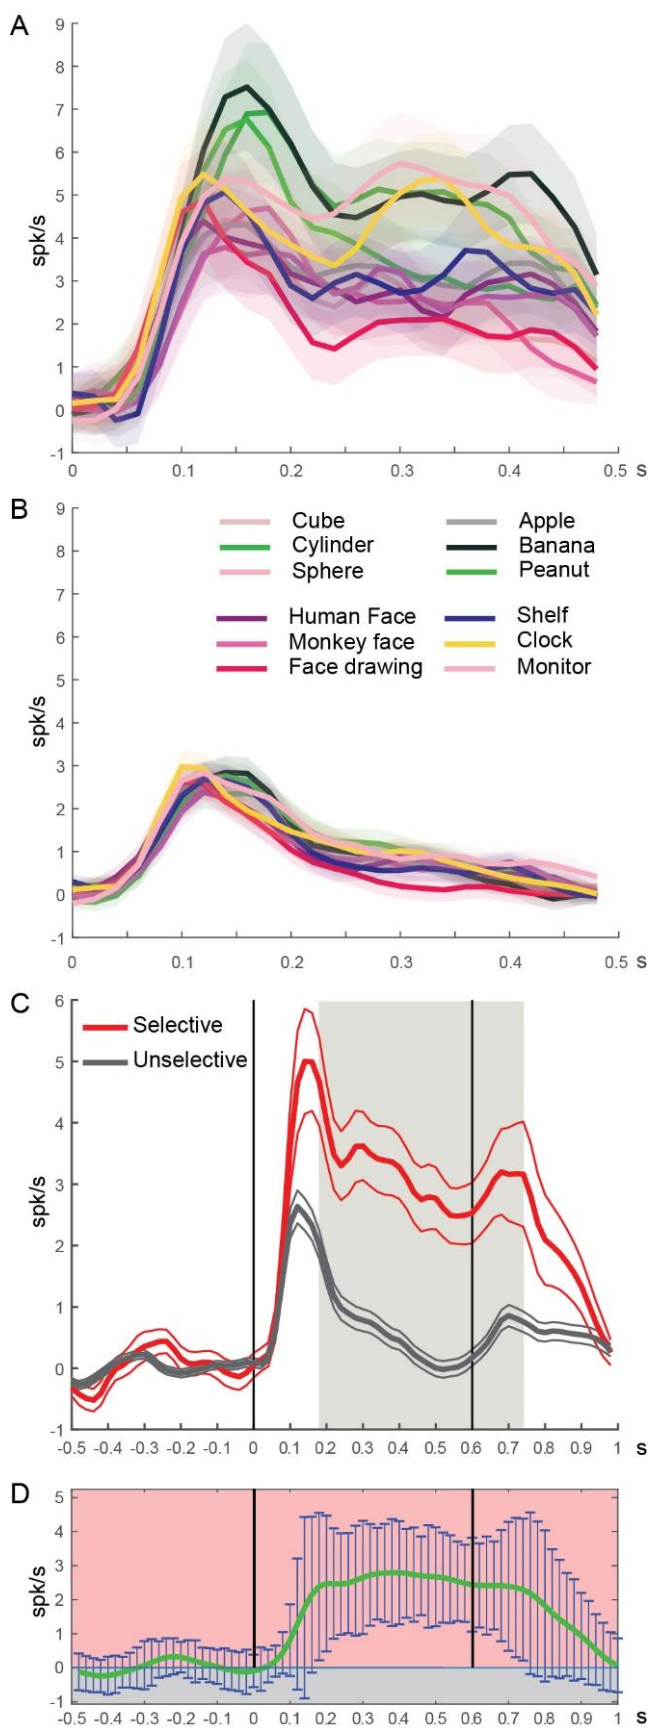 A
9
8
7
6
5
4
3
2
1
0
-1
spk/s
0 0.1 0.2 0.3 0.4 0.5 s
B
9
8
7
6
5
4
3
2
1
0
-1
spk/s
Cube Apple
Cylinder Banana
Sphere Peanut
Human Face Shelf
Monkey face Clock
Face drawing Monitor
0 0.1 0.2 0.3 0.4 0.5 s
C
6
5
4
3
2
1
0
-1
spk/s
Selective
Unselective
-0.5 -0.4 -0.3 -0.2 -0.1 0 0.1 0.2 0.3 0.4 0.5 0.6 0.7 0.8 0.9 1 s
D
5
4
3
2
1
0
-1
spk/s
-0.5 -0.4 -0.3 -0.2 -0.1 0 0.1 0.2 0.3 0.4 0.5 0.6 0.7 0.8 0.9 1 s